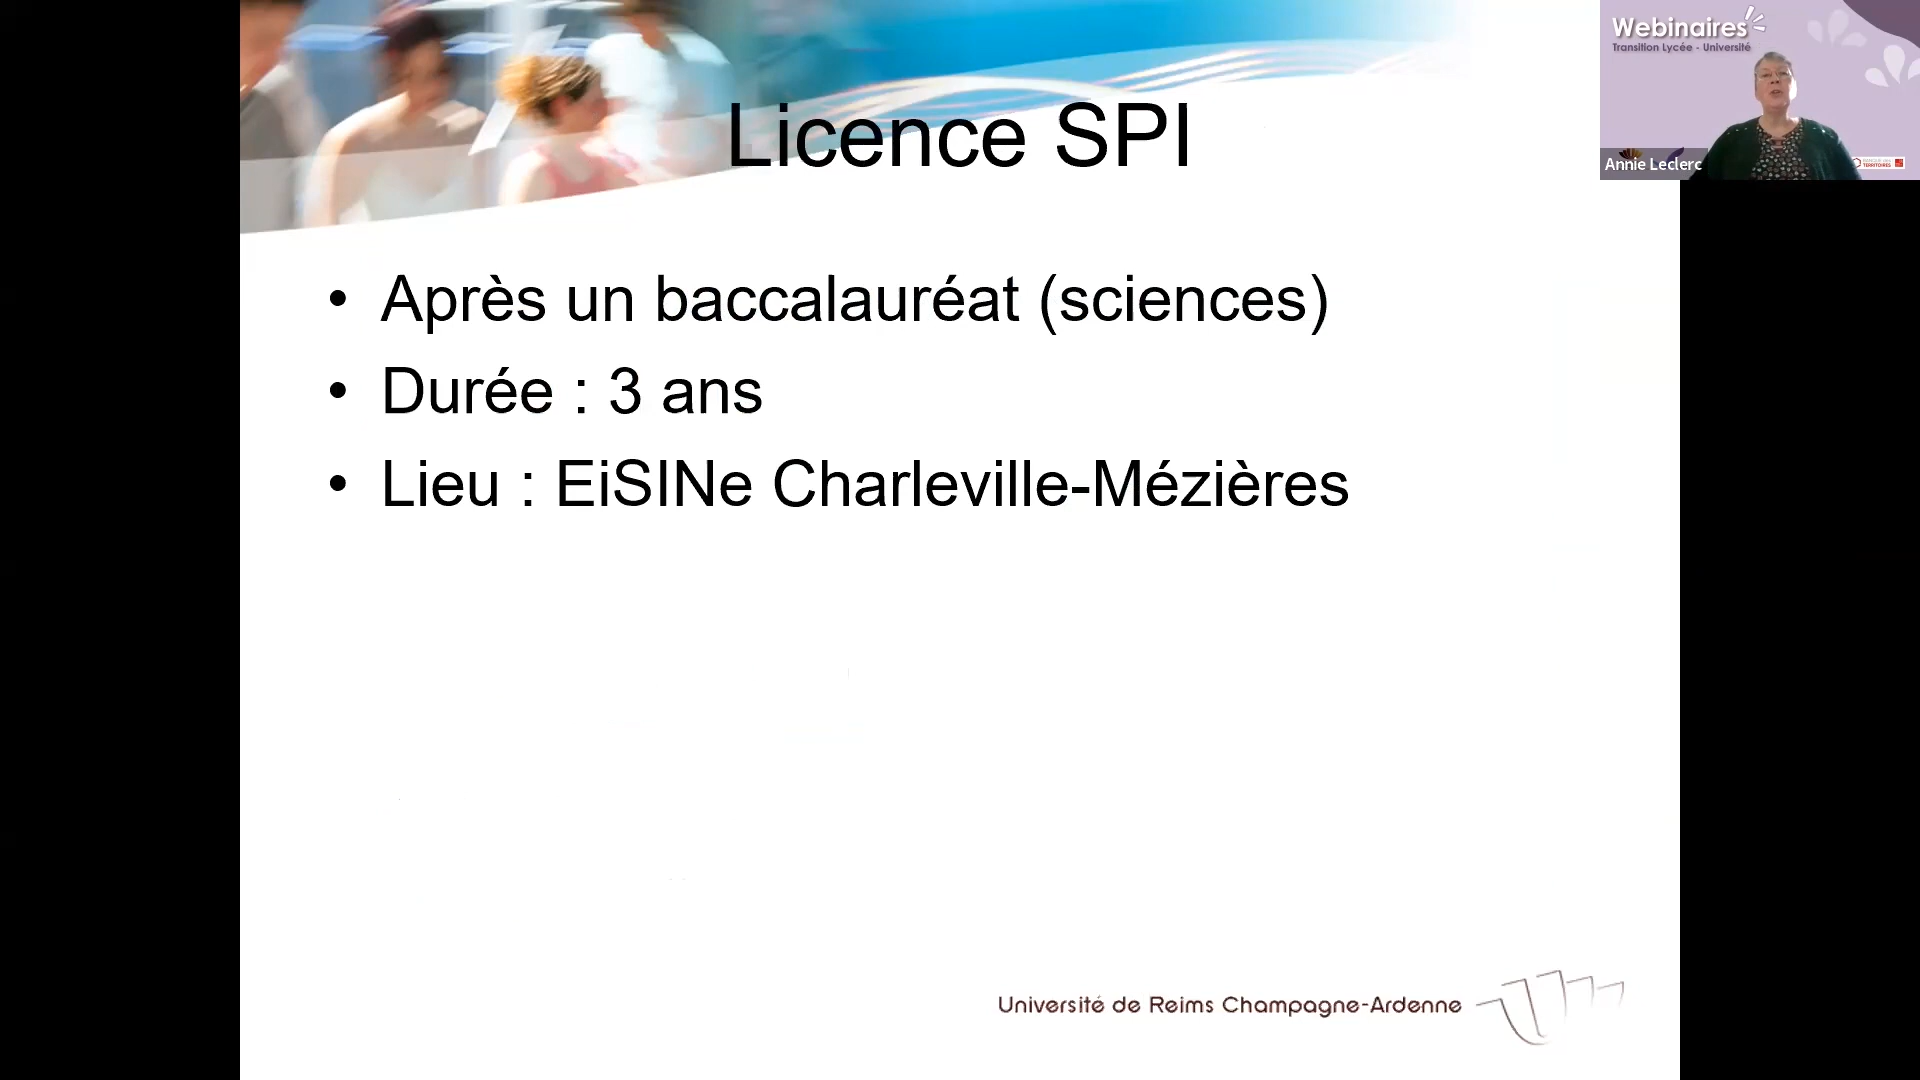 Licence SPI
• Après un baccalauréat (sciences)
• Durée : 3 ans
• Lieu : EiSINe Charleville-Mézières
Université de Reims Champagne-Ardenne
Webinaires
Transition Lycée - Université
Annie Leclerc
TERRITOIRES